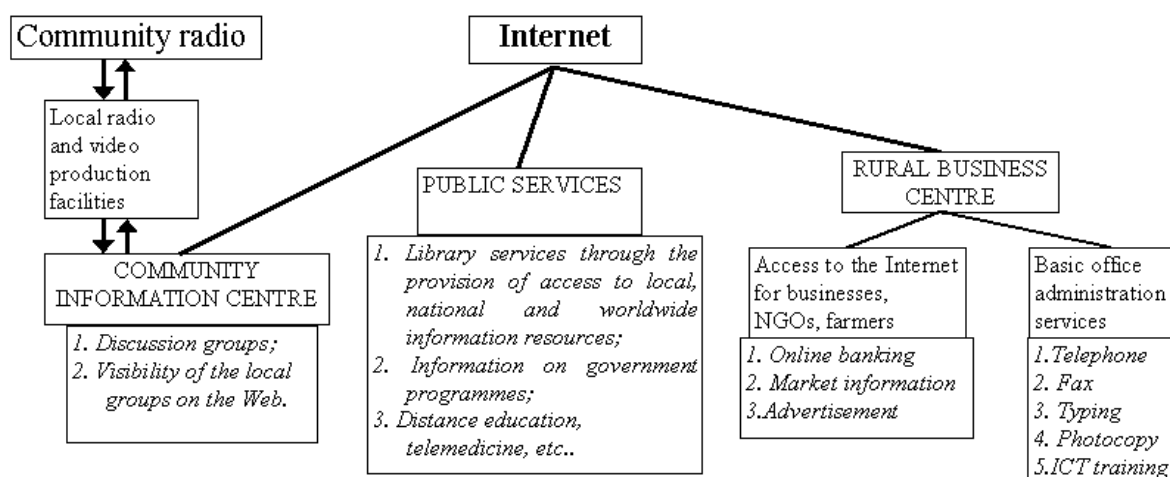 Community radio
Internet
Local radio
and video
production
facilities
COMMUNITY
INFORMATION CENTRE
1. Discussion groups;
2. Visibility of the local
groups on the Web.
PUBLIC SERVICES
1. Library services through the
provision of access to local,
national and worldwide
information resources;
2. Information on government
programmes;
3. Distance education,
telemedicine, etc..
RURAL BUSINESS
CENTRE
Access to the Internet
for businesses,
NGOs, farmers
1. Online banking
2. Market information
3.Advertisement
Basic office
administration
services
1.Telephone
2. Fax
3. Typing
4. Photocopy
5.ICT training